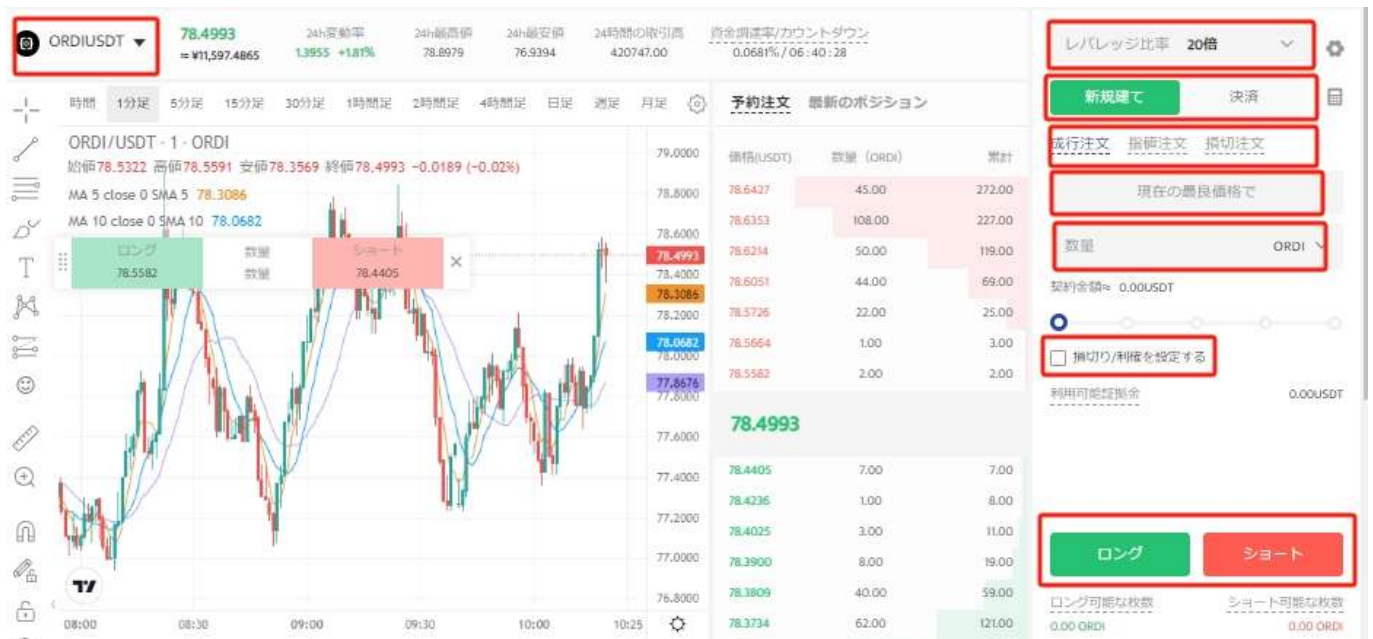 ORDIUSDT
78.4993
≈ ¥11,597.4865
24h変動率
1.3955 +1.81%
24h最高値
78.8979
24h最安値
76.9394
24時間の取引高
420747.00
資金調達率/カウントダウン
0.0681% / 06 : 40 : 28
時間 1分足 5分足 15分足 30分足 1時間足 2時間足 4時間足 日足 週足 月足
ORDI/USDT · 1 · ORDI
始値78.5322 高値78.5591 安値78.3569 終値78.4993 −0.0189 (−0.02%)
MA 5 close 0 SMA 5 78.3086
MA 10 close 0 SMA 10 78.0682
ロング 数量 ショート
78.5582 数量 78.4405
79.0000
78.8000
78.6000
78.4993
78.4000
78.3086
78.2000
78.0682
78.0000
77.8676
77.8000
77.6000
77.4000
77.2000
77.0000
76.8000
08:00 08:30 09:00 09:30 10:00 10:25
予約注文 最新のポジション
価格(USDT) 数量 (ORDI) 累計
78.6427 45.00 272.00
78.6353 108.00 227.00
78.6214 50.00 119.00
78.6051 44.00 69.00
78.5726 22.00 25.00
78.5664 1.00 3.00
78.5582 2.00 2.00
78.4993
78.4405 7.00 7.00
78.4236 1.00 8.00
78.4025 3.00 11.00
78.3900 8.00 19.00
78.3809 40.00 59.00
78.3734 62.00 121.00
レバレッジ比率 20倍
新規建て 決済
成行注文 指値注文 損切注文
現在の最良価格で
数量 ORDI
契約金額≈ 0.00USDT
損切り/利確を設定する
利用可能証拠金 0.00USDT
ロング ショート
ロング可能な枚数 ショート可能な枚数
0.00 ORDI 0.00 ORDI